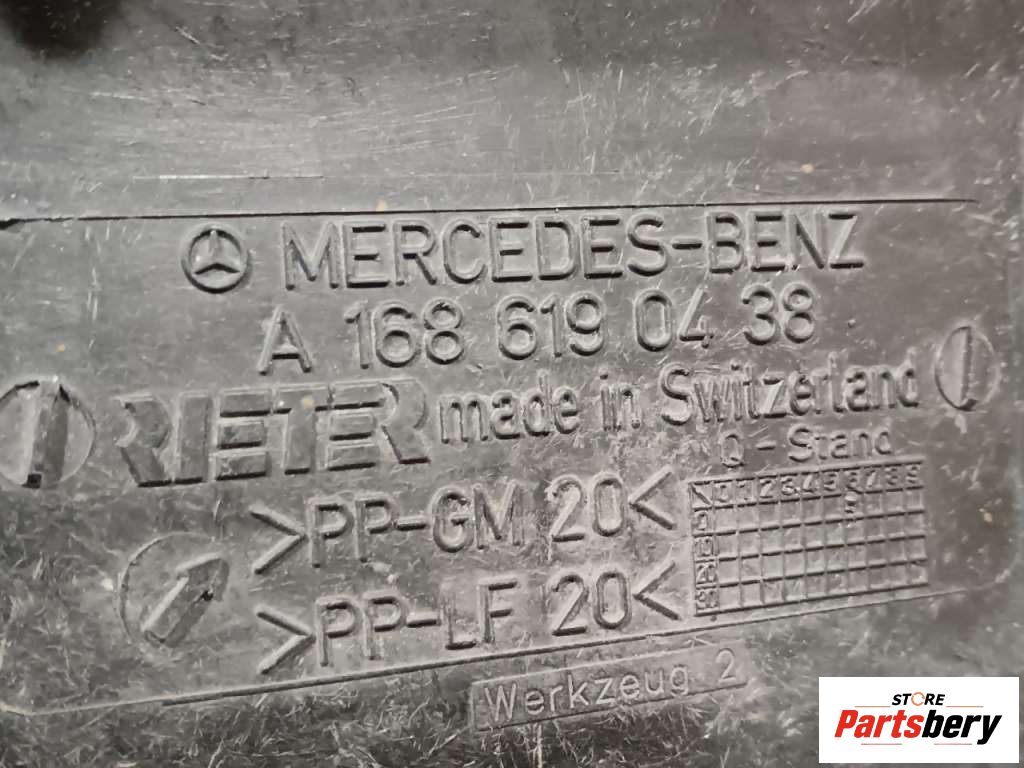 MERCEDES-BENZ
A 168 619 04 38
RIETER made in Switzerland
Q - Stand
>PP-GM 20<
>PP-LF 20<
Werkzeug 2
STORE
Partsbery